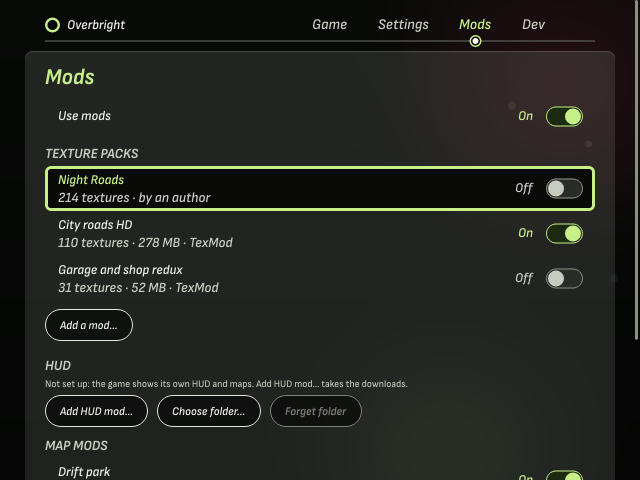 Overbright
Game
Settings
Mods
Dev
Mods
Use mods
On
TEXTURE PACKS
Night Roads
214 textures · by an author
Off
City roads HD
110 textures · 278 MB · TexMod
On
Garage and shop redux
31 textures · 52 MB · TexMod
Off
Add a mod...
HUD
Not set up: the game shows its own HUD and maps. Add HUD mod... takes the downloads.
Add HUD mod...
Choose folder...
Forget folder
MAP MODS
Drift park
On